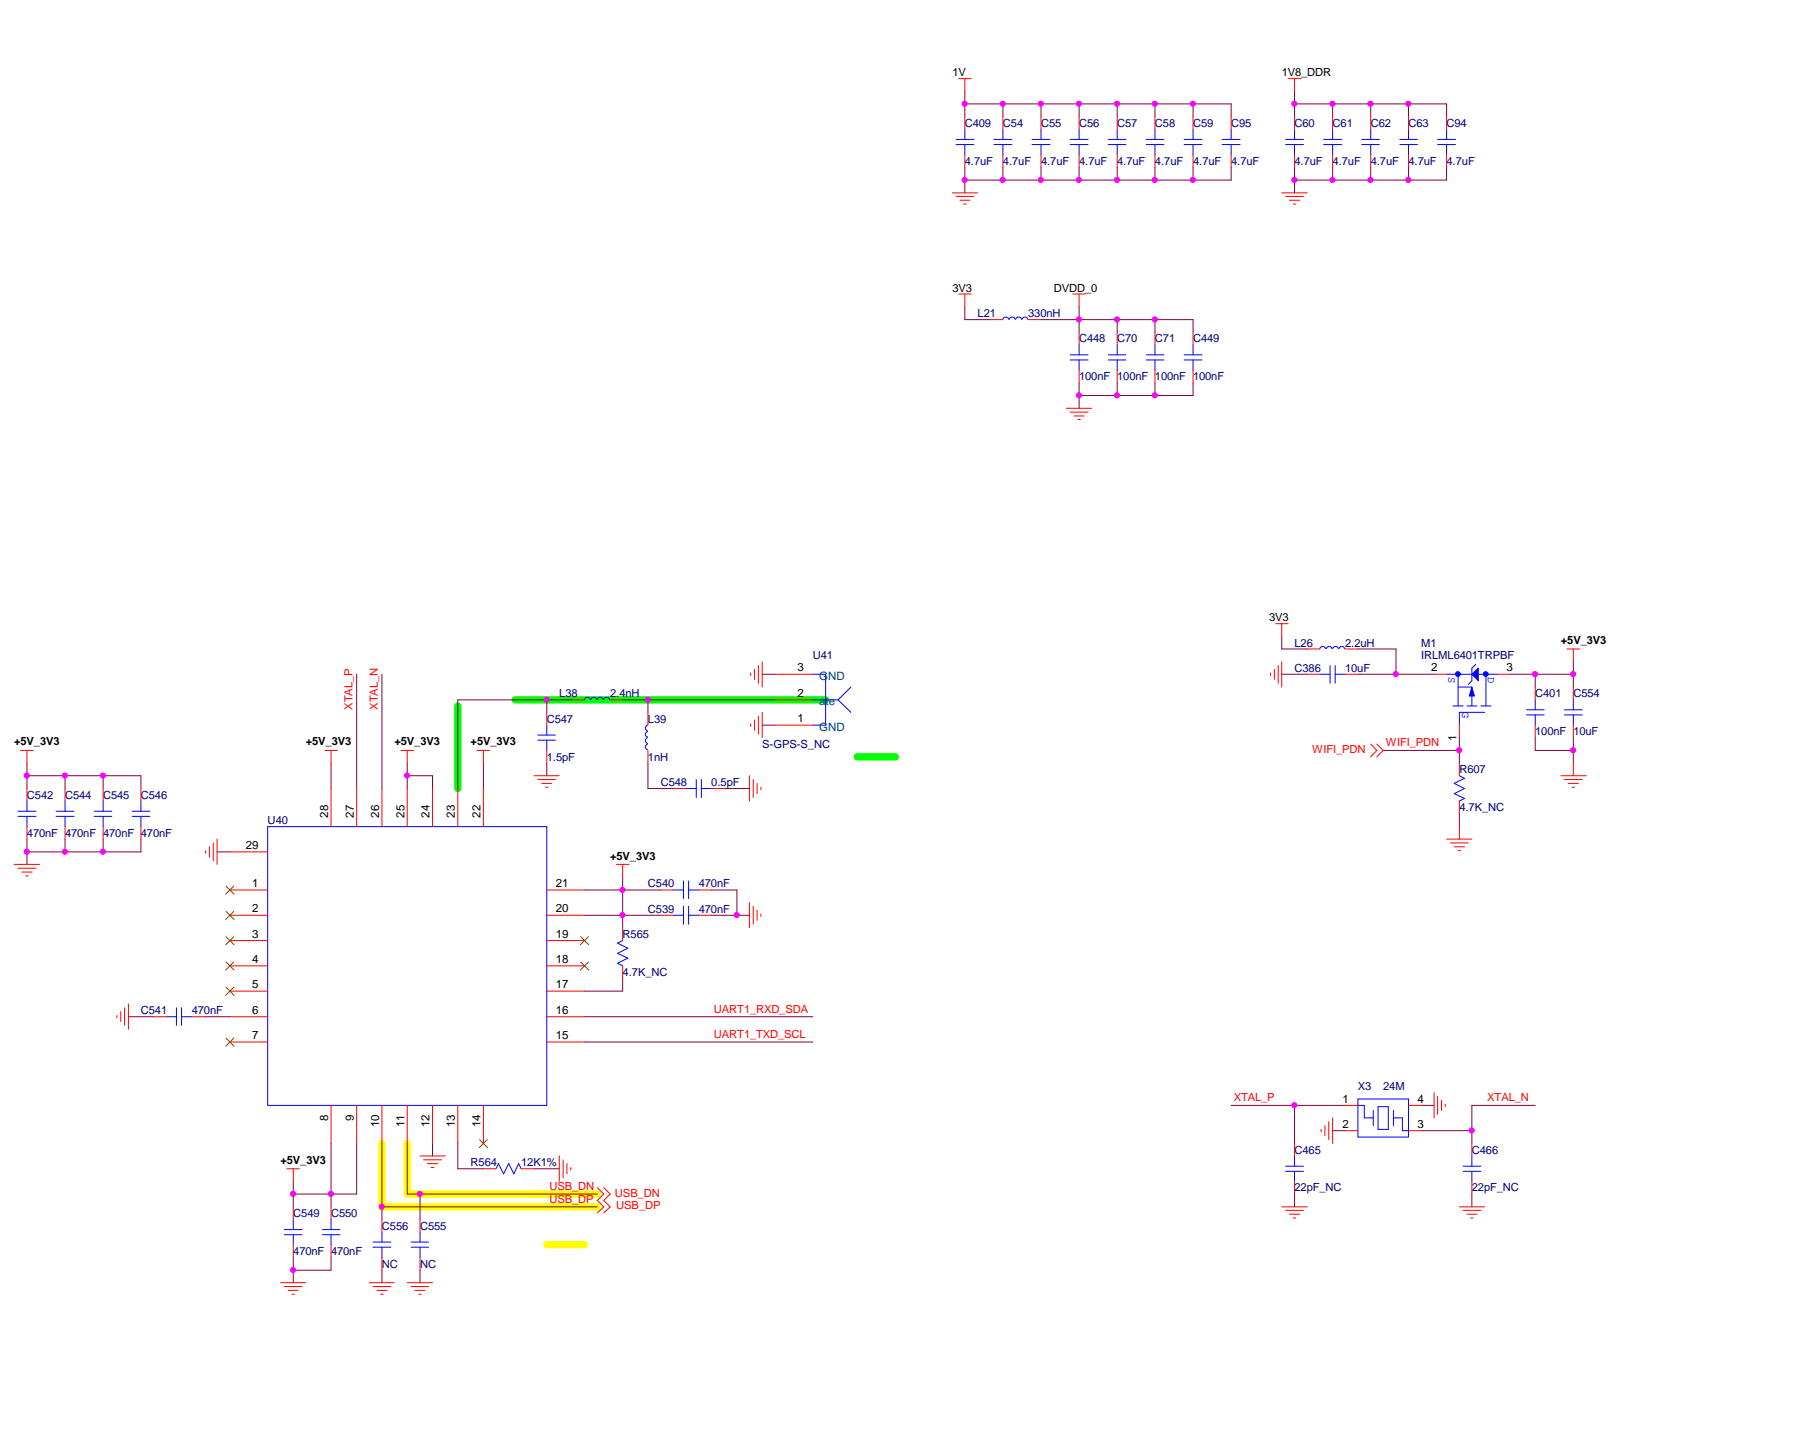 1V
C409 C54 C55 C56 C57 C58 C59 C95
4.7uF 4.7uF 4.7uF 4.7uF 4.7uF 4.7uF 4.7uF 4.7uF
1V8_DDR
C60 C61 C62 C63 C94
4.7uF 4.7uF 4.7uF 4.7uF 4.7uF
3V3
L21 330nH
DVDD_0
C448 C70 C71 C449
100nF 100nF 100nF 100nF
3V3
L26 2.2uH
C386 10uF
M1
IRLML6401TRPBF
2 3
S D
G
1
+5V_3V3
C401 C554
100nF 10uF
WIFI_PDN WIFI_PDN
R607
4.7K_NC
XTAL_P
XTAL_N
L38 2.4nH
C547
1.5pF
L39
1nH
C548 0.5pF
U41
3 GND
2 ate
1 GND
S-GPS-S_NC
+5V_3V3
C542 C544 C545 C546
470nF 470nF 470nF 470nF
+5V_3V3 +5V_3V3 +5V_3V3
28 27 26 25 24 23 22
U40
29
1
2
3
4
5
6
7
C541 470nF
21
20
19
18
17
16
15
+5V_3V3
C540 470nF
C539 470nF
R565
4.7K_NC
UART1_RXD_SDA
UART1_TXD_SCL
8 9 10 11 12 13 14
+5V_3V3
R564 12K1%
USB_DN USB_DN
USB_DP USB_DP
C549 C550 C556 C555
470nF 470nF NC NC
X3 24M
XTAL_P 1 4 XTAL_N
2 3
C465 C466
22pF_NC 22pF_NC